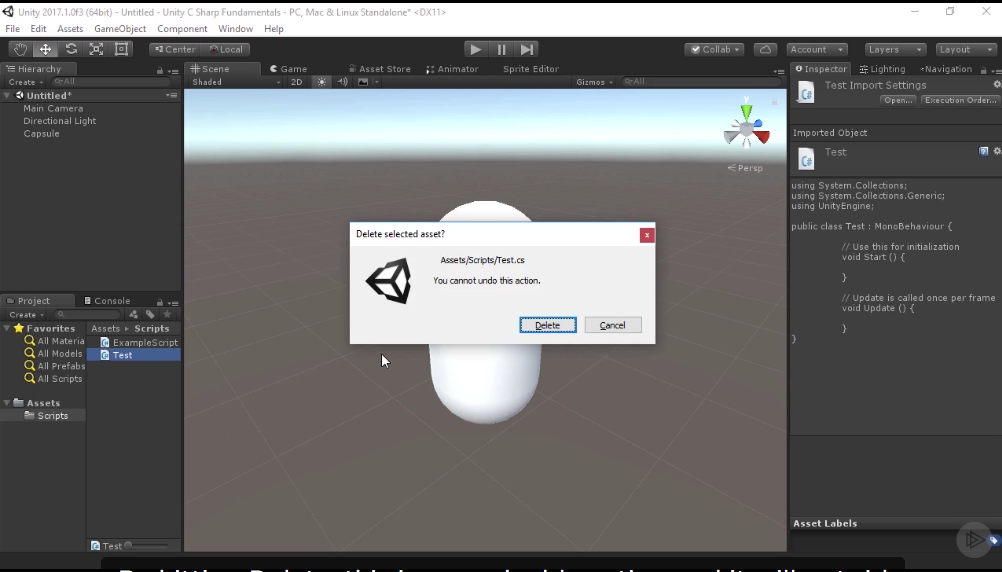 Unity 2017.1.0f3 (64bit) - Untitled - Unity C Sharp Fundamentals - PC, Mac & Linux Standalone* <DX11>
File Edit Assets GameObject Component Window Help
Center Local Collab Account Layers Layout
Hierarchy
Create All
Untitled*
Main Camera
Directional Light
Capsule
Scene Game Asset Store Animator Sprite Editor
Shaded 2D Gizmos All
Persp
Delete selected asset?
Assets/Scripts/Test.cs
You cannot undo this action.
Delete Cancel
Project Console
Create
Favorites
All Materia
All Models
All Prefabs
All Scripts
Assets
Scripts
Assets Scripts
ExampleScript
Test
Test
Inspector Lighting Navigation
Test Import Settings
Open... Execution Order...
Imported Object
Test
using System.Collections;
using System.Collections.Generic;
using UnityEngine;
public class Test : MonoBehaviour {
// Use this for initialization
void Start () {
}
// Update is called once per frame
void Update () {
}
}
Asset Labels